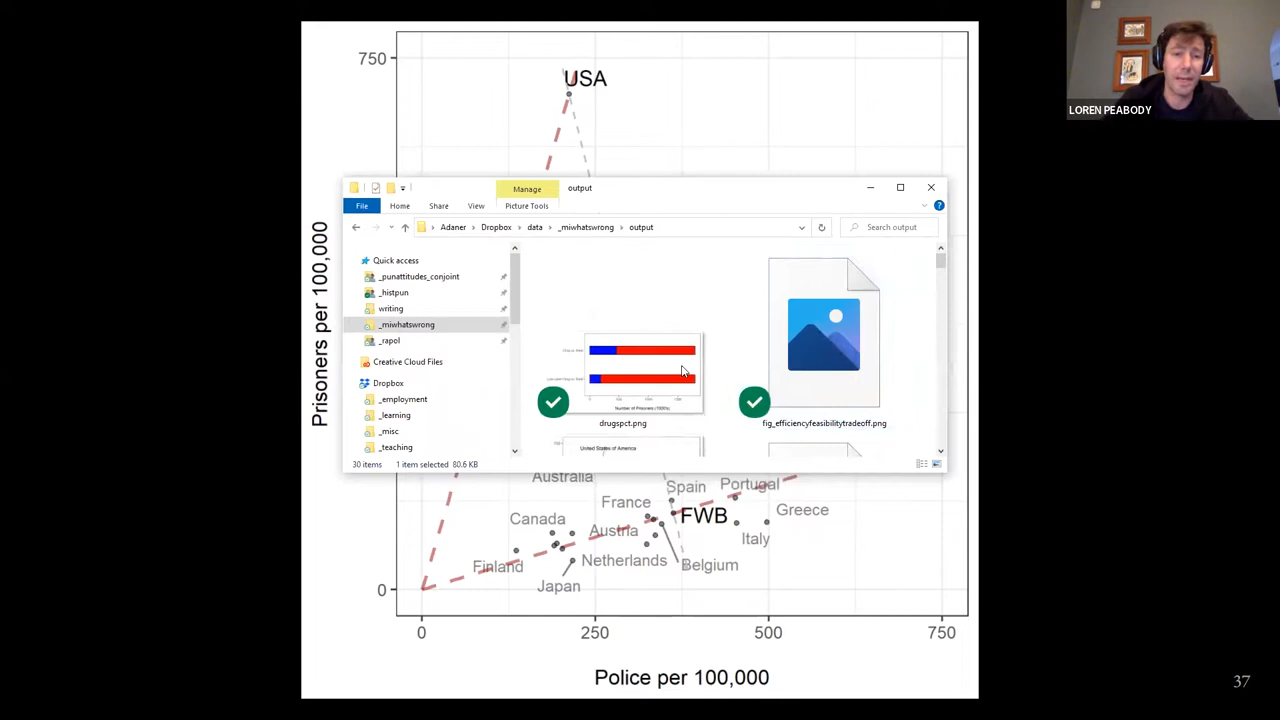 750
USA
LOREN PEABODY
Manage
output
File
Home
Share
View
Picture Tools
Adaner
Dropbox
data
_miwhatswrong
output
Search output
Quick access
_punattitudes_conjoint
_histpun
writing
_miwhatswrong
_rapol
Creative Cloud Files
Dropbox
_employment
_learning
_misc
_teaching
Number of Prisoners (1000s)
drugspct.png
fig_efficiencyfeasibilitytradeoff.png
United States of America
30 items
1 item selected 80.6 KB
Prisoners per 100,000
Australia
Spain
Portugal
France
Greece
Canada
Austria
FWB
Italy
Finland
Netherlands
Belgium
Japan
0
0
250
500
750
Police per 100,000
37